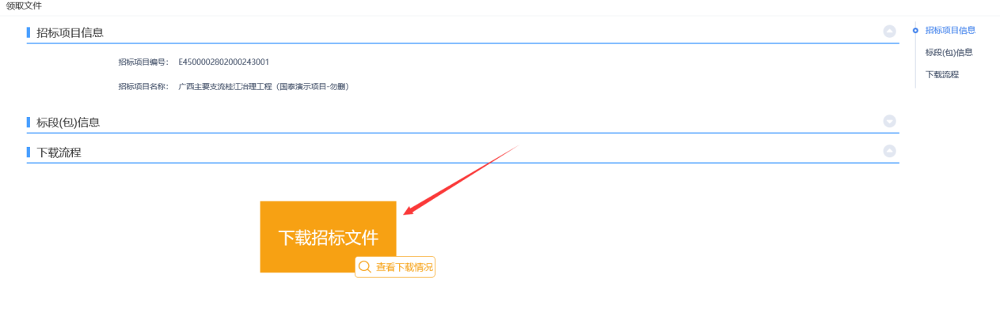 领取文件
招标项目信息
招标项目编号： E4500002802000243001
招标项目名称： 广西主要支流桂江治理工程（国泰演示项目-勿删）
标段(包)信息
下载流程
下载招标文件
查看下载情况
招标项目信息
标段(包)信息
下载流程